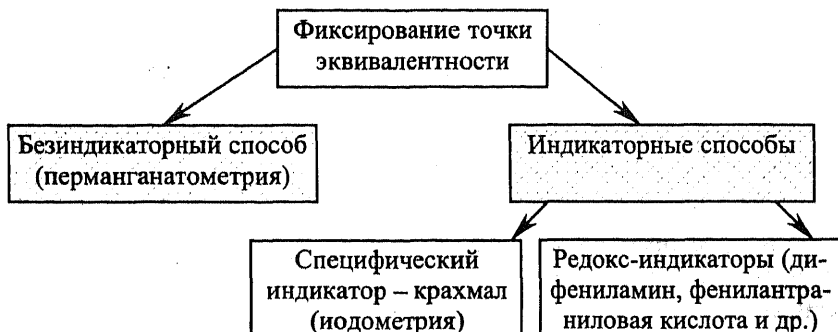 Фиксирование точки
эквивалентности
Безиндикаторный способ
(перманганатометрия)
Индикаторные способы
Специфический
индикатор – крахмал
(иодометрия)
Редокс-индикаторы (ди-
фениламин, фенилантра-
ниловая кислота и др.)